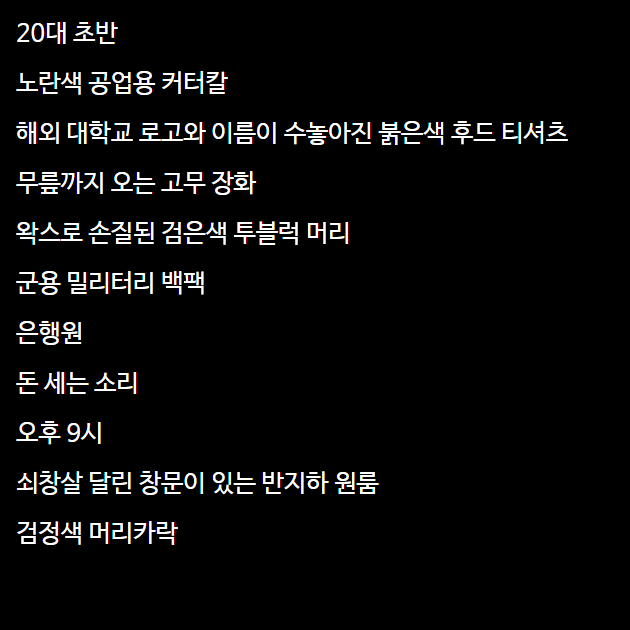 20대 초반
노란색 공업용 커터칼
해외 대학교 로고와 이름이 수놓아진 붉은색 후드 티셔츠
무릎까지 오는 고무 장화
왁스로 손질된 검은색 투블럭 머리
군용 밀리터리 백팩
은행원
돈 세는 소리
오후 9시
쇠창살 달린 창문이 있는 반지하 원룸
검정색 머리카락